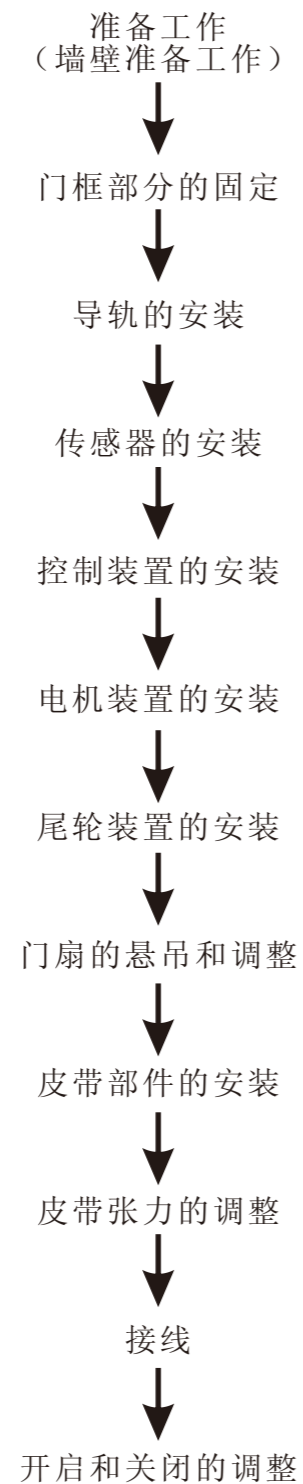 准备工作
（墙壁准备工作）
门框部分的固定
导轨的安装
传感器的安装
控制装置的安装
电机装置的安装
尾轮装置的安装
门扇的悬吊和调整
皮带部件的安装
皮带张力的调整
接线
开启和关闭的调整